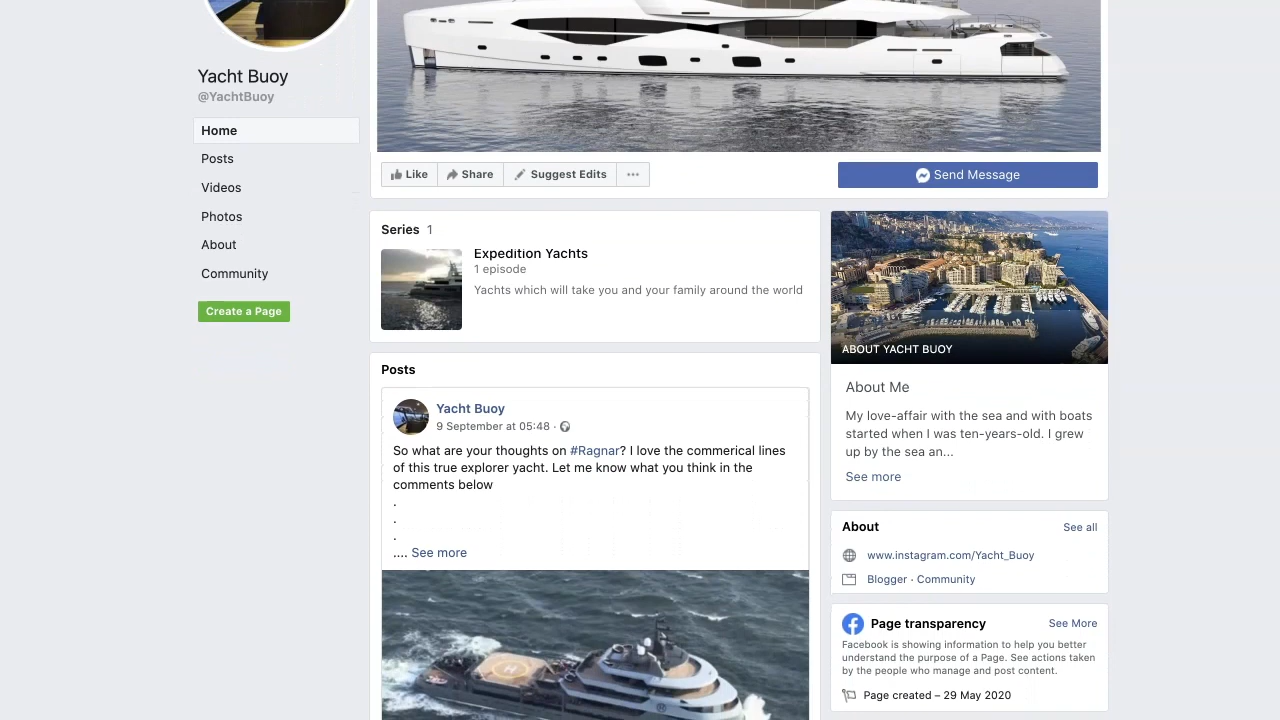 Yacht Buoy
@YachtBuoy
Home
Posts
Videos
Photos
About
Community
Create a Page
Like
Share
Suggest Edits
Send Message
Series 1
Expedition Yachts
1 episode
Yachts which will take you and your family around the world
Posts
Yacht Buoy
9 September at 05:48 ·
So what are your thoughts on #Ragnar? I love the commerical lines
of this true explorer yacht. Let me know what you think in the
comments below
.
.
.
.... See more
H
ABOUT YACHT BUOY
About Me
My love-affair with the sea and with boats
started when I was ten-years-old. I grew
up by the sea an...
See more
About
See all
www.instagram.com/Yacht_Buoy
Blogger · Community
Page transparency
See More
Facebook is showing information to help you better
understand the purpose of a Page. See actions taken
by the people who manage and post content.
Page created – 29 May 2020